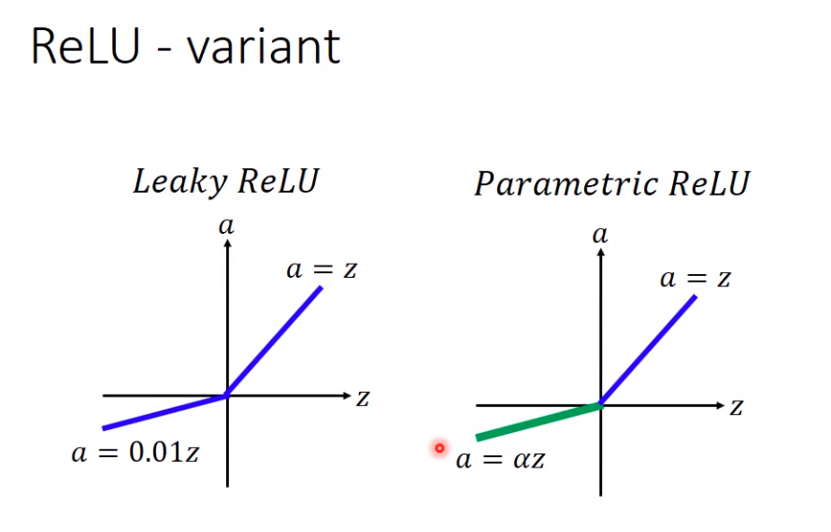 ReLU - variant
Leaky ReLU
a
a = z
z
a = 0.01z
Parametric ReLU
a
a = z
z
a = αz